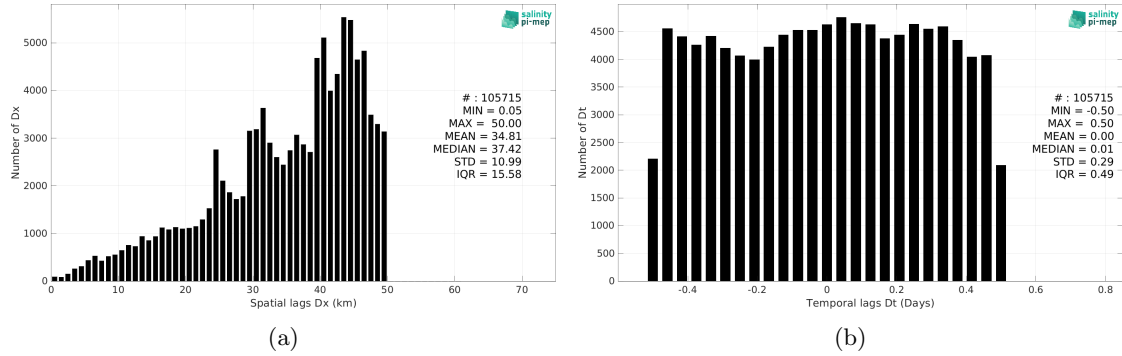 salinity
pi-mep
5000
4000
3000
2000
1000
0
Number of Dx
# : 105715
MIN = 0.05
MAX = 50.00
MEAN = 34.81
MEDIAN = 37.42
STD = 10.99
IQR = 15.58
0 10 20 30 40 50 60 70
Spatial lags Dx (km)
(a)
salinity
pi-mep
4500
4000
3500
3000
2500
2000
1500
1000
500
0
Number of Dt
# : 105715
MIN = -0.50
MAX = 0.50
MEAN = 0.00
MEDIAN = 0.01
STD = 0.29
IQR = 0.49
-0.4 -0.2 0 0.2 0.4 0.6 0.8
Temporal lags Dt (Days)
(b)